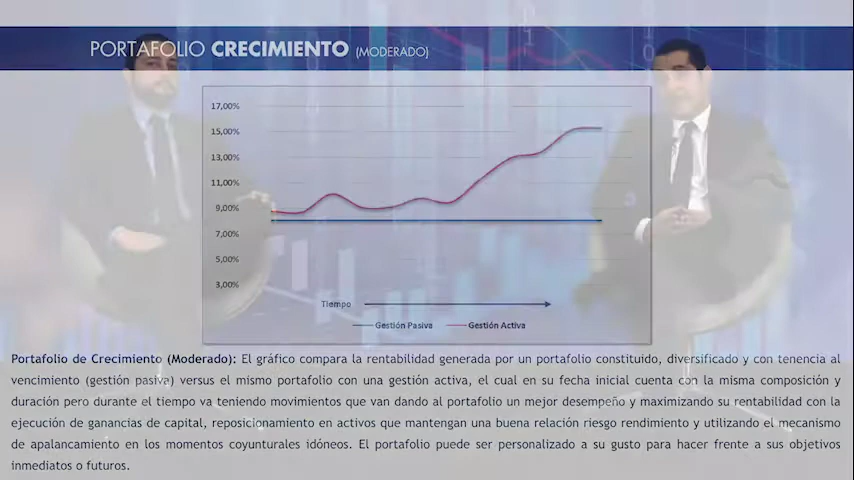 PORTAFOLIO CRECIMIENTO (MODERADO)
17,00%
15,00%
13,00%
11,00%
9,00%
7,00%
5,00%
3,00%
Tiempo
Gestión Pasiva Gestión Activa
Portafolio de Crecimiento (Moderado): El gráfico compara la rentabilidad generada por un portafolio constituido, diversificado y con tenencia al
vencimiento (gestión pasiva) versus el mismo portafolio con una gestión activa, el cual en su fecha inicial cuenta con la misma composición y
duración pero durante el tiempo va teniendo movimientos que van dando al portafolio un mejor desempeño y maximizando su rentabilidad con la
ejecución de ganancias de capital, reposicionamiento en activos que mantengan una buena relación riesgo rendimiento y utilizando el mecanismo
de apalancamiento en los momentos coyunturales idóneos. El portafolio puede ser personalizado a su gusto para hacer frente a sus objetivos
inmediatos o futuros.